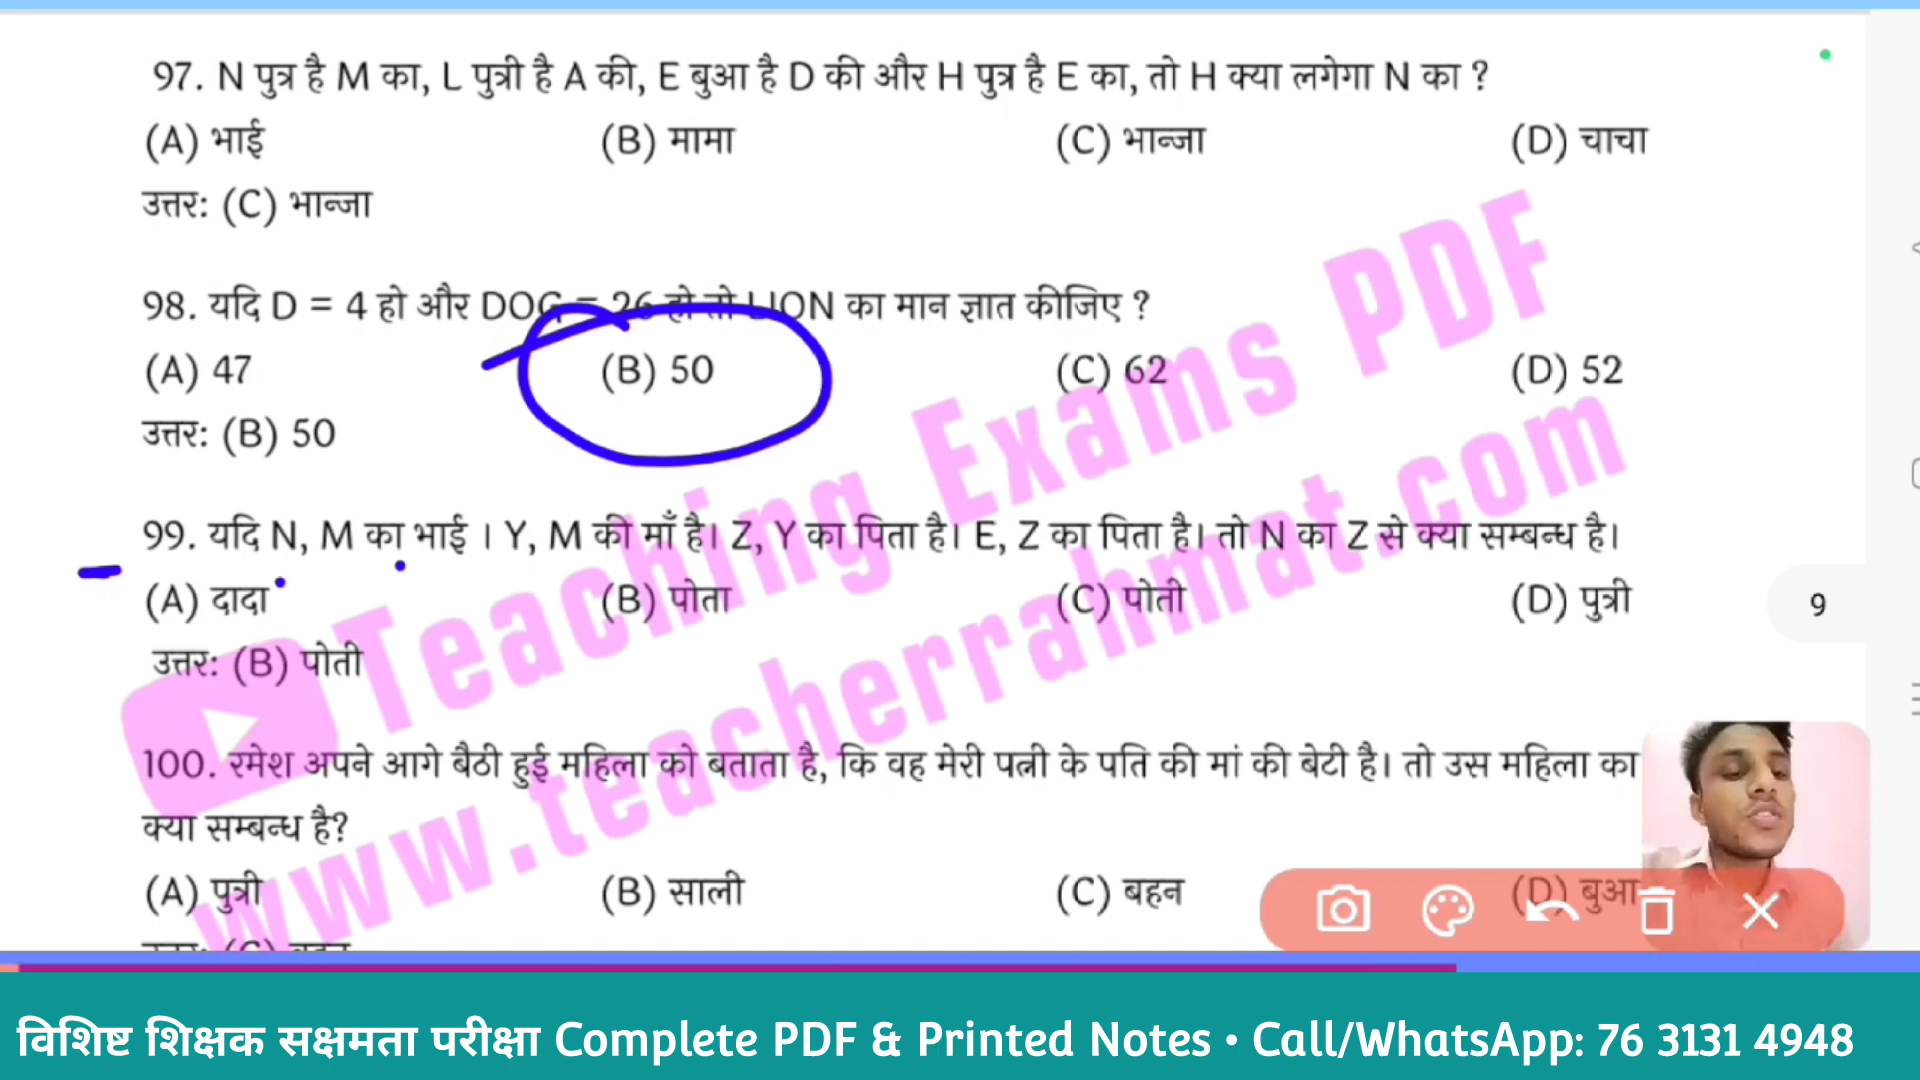 97. N पुत्र है M का, L पुत्री है A की, E बुआ है D की और H पुत्र है E का, तो H क्या लगेगा N का ?
(A) भाई (B) मामा (C) भान्जा (D) चाचा
उत्तर: (C) भान्जा
98. यदि D = 4 हो और DOG = 26 हो तो LION का मान ज्ञात कीजिए ?
(A) 47 (B) 50 (C) 62 (D) 52
उत्तर: (B) 50
99. यदि N, M का भाई । Y, M की माँ है। Z, Y का पिता है। E, Z का पिता है। तो N का Z से क्या सम्बन्ध है।
(A) दादा (B) पोता (C) पोती (D) पुत्री
9
उत्तर: (B) पोती
100. रमेश अपने आगे बैठी हुई महिला को बताता है, कि वह मेरी पत्नी के पति की मां की बेटी है। तो उस महिला का
क्या सम्बन्ध है?
(A) पुत्री (B) साली (C) बहन (D) बुआ
Teaching Exams PDF
www.teacherrahmat.com
विशिष्ट शिक्षक सक्षमता परीक्षा Complete PDF & Printed Notes • Call/WhatsApp: 76 3131 4948